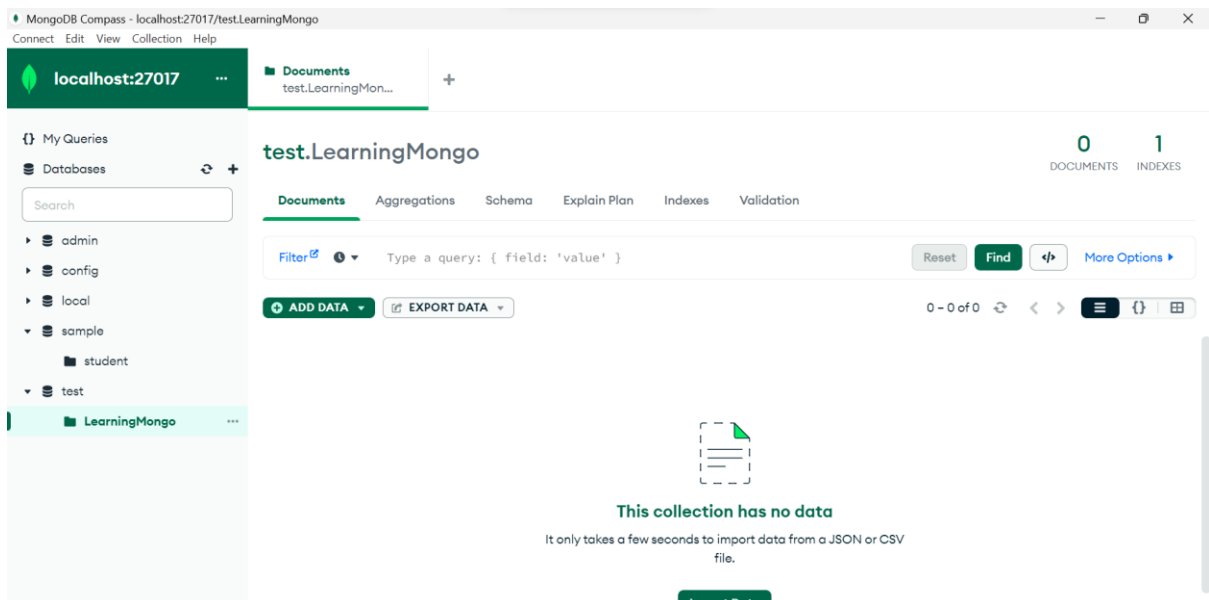 MongoDB Compass - localhost:27017/test.LearningMongo
Connect Edit View Collection Help
localhost:27017 ...
Documents
test.LearningMon...
+
{} My Queries
Databases
Search
admin
config
local
sample
student
test
LearningMongo ...
test.LearningMongo
0
DOCUMENTS
1
INDEXES
Documents Aggregations Schema Explain Plan Indexes Validation
Filter Type a query: { field: 'value' } Reset Find </> More Options
ADD DATA EXPORT DATA 0 – 0 of 0 {}
This collection has no data
It only takes a few seconds to import data from a JSON or CSV
file.